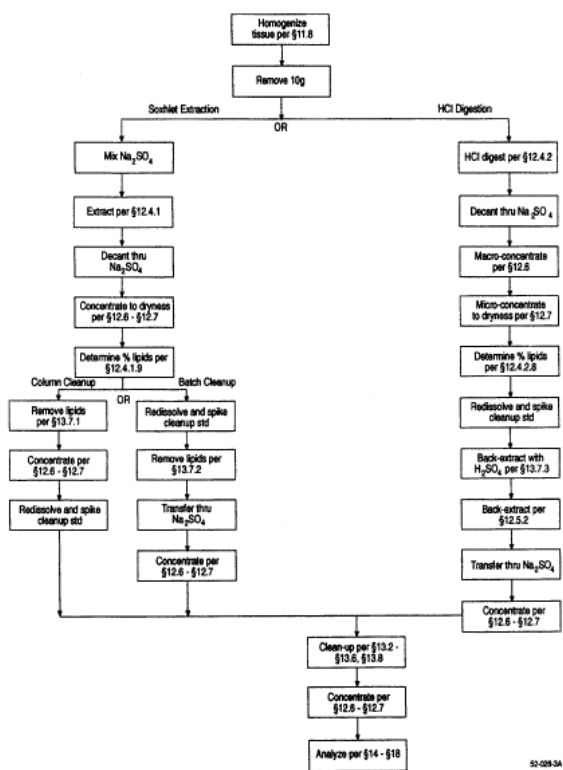 Homogenize
tissue per §11.8
Remove 10g
Soxhlet Extraction
HCl Digestion
OR
Mix Na2SO4
Extract per §12.4.1
Decant thru
Na2SO4
Concentrate to dryness
per §12.6 - §12.7
Determine % lipids per
§12.4.1.9
Column Cleanup
Batch Cleanup
OR
Remove lipids
per §13.7.1
Concentrate per
§12.6 - §12.7
Redissolve and spike
cleanup std
Redissolve and spike
cleanup std
Remove lipids per
§13.7.2
Transfer thru
Na2SO4
Concentrate per
§12.6 - §12.7
HCl digest per §12.4.2
Decant thru Na2SO4
Macro-concentrate
per §12.6
Micro-concentrate
to dryness per §12.7
Determine % lipids
per §12.4.2.8
Redissolve and spike
cleanup std
Back-extract with
H2SO4 per §13.7.3
Back-extract per
§12.5.2
Transfer thru Na2SO4
Concentrate per
§12.6 - §12.7
Clean-up per §13.2 -
§13.6, §13.8
Concentrate per
§12.6 - §12.7
Analyze per §14 - §18
52-028-3A